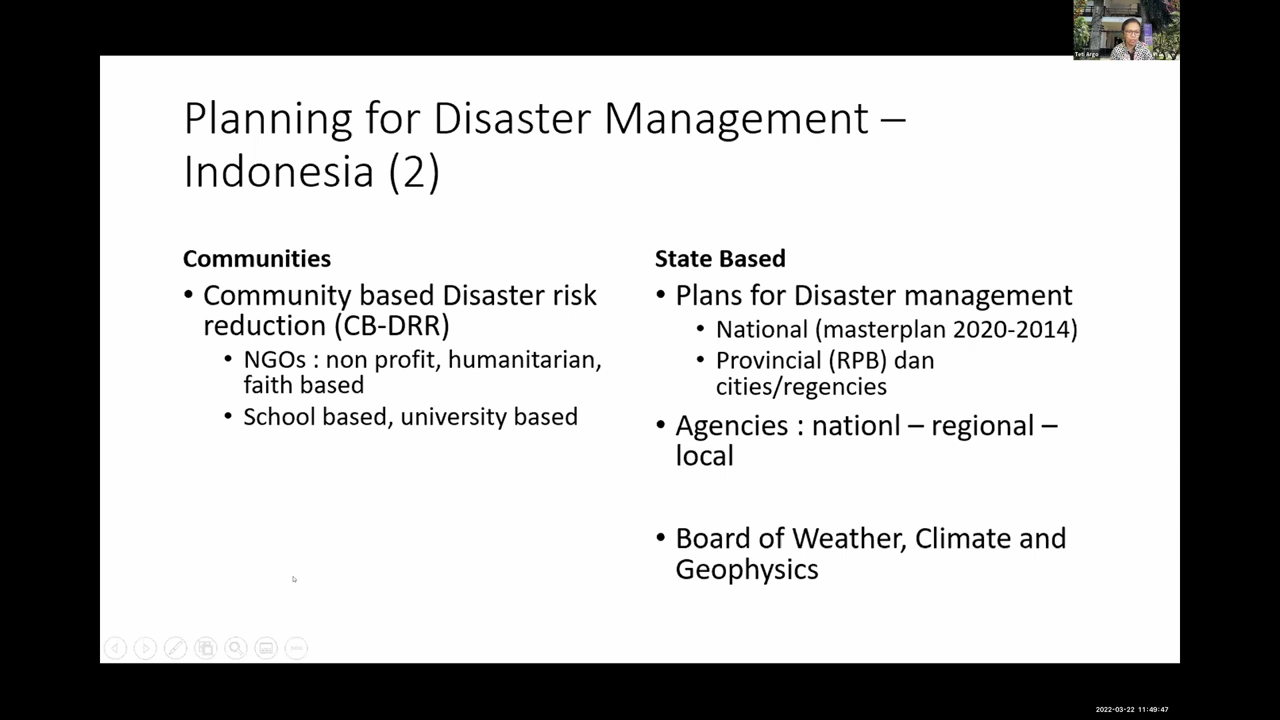 Teti Argo
Planning for Disaster Management –
Indonesia (2)
Communities
• Community based Disaster risk
reduction (CB-DRR)
• NGOs : non profit, humanitarian,
faith based
• School based, university based
State Based
• Plans for Disaster management
• National (masterplan 2020-2014)
• Provincial (RPB) dan
cities/regencies
• Agencies : nationl – regional –
local
• Board of Weather, Climate and
Geophysics
2022-03-22 11:49:47